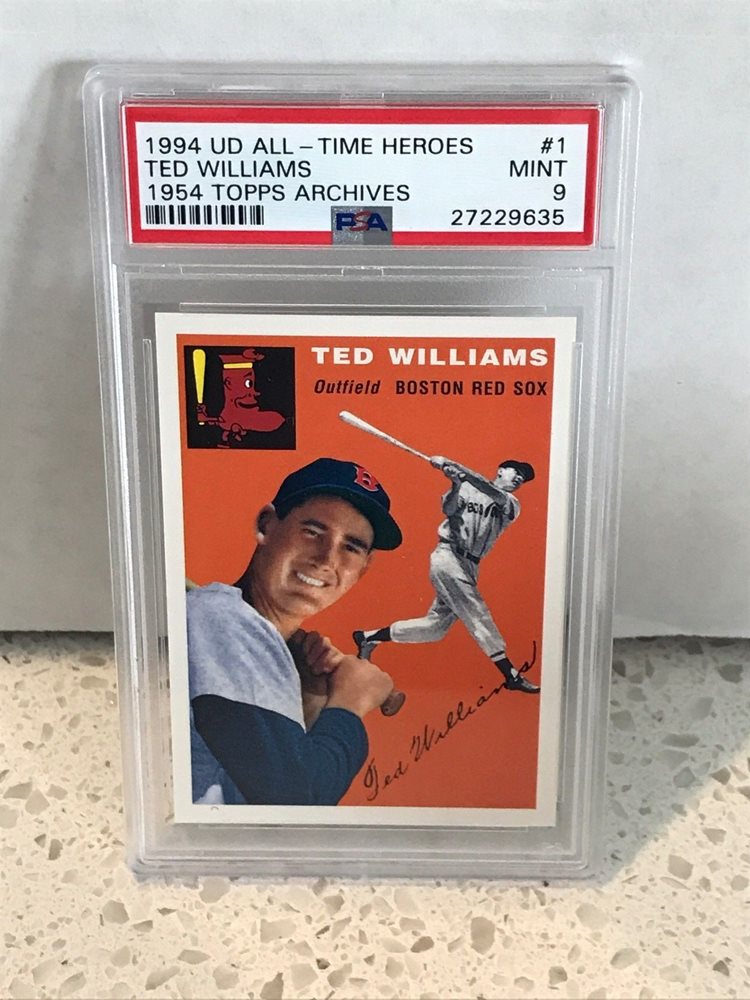 1994 UD ALL-TIME HEROES #1
TED WILLIAMS MINT
1954 TOPPS ARCHIVES 9
PSA 27229635
TED WILLIAMS
Outfield BOSTON RED SOX
B
BOSTON
Ted Williams